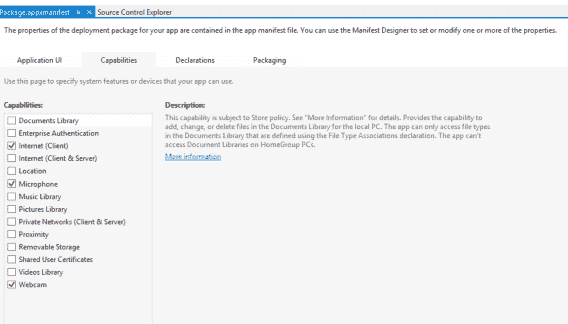 Package.appxmanifest Source Control Explorer
The properties of the deployment package for your app are contained in the app manifest file. You can use the Manifest Designer to set or modify one or more of the properties.
Application UI Capabilities Declarations Packaging
Use this page to specify system features or devices that your app can use.
Capabilities: Description:
Documents Library
Enterprise Authentication
Internet (Client)
Internet (Client & Server)
Location
Microphone
Music Library
Pictures Library
Private Networks (Client & Server)
Proximity
Removable Storage
Shared User Certificates
Videos Library
Webcam
This capability is subject to Store policy. See "More Information" for details. Provides the capability to
add, change, or delete files in the Documents Library for the local PC. The app can only access file types
in the Documents Library that are defined using the File Type Associations declaration. The app can't
access Document Libraries on HomeGroup PCs.
More information